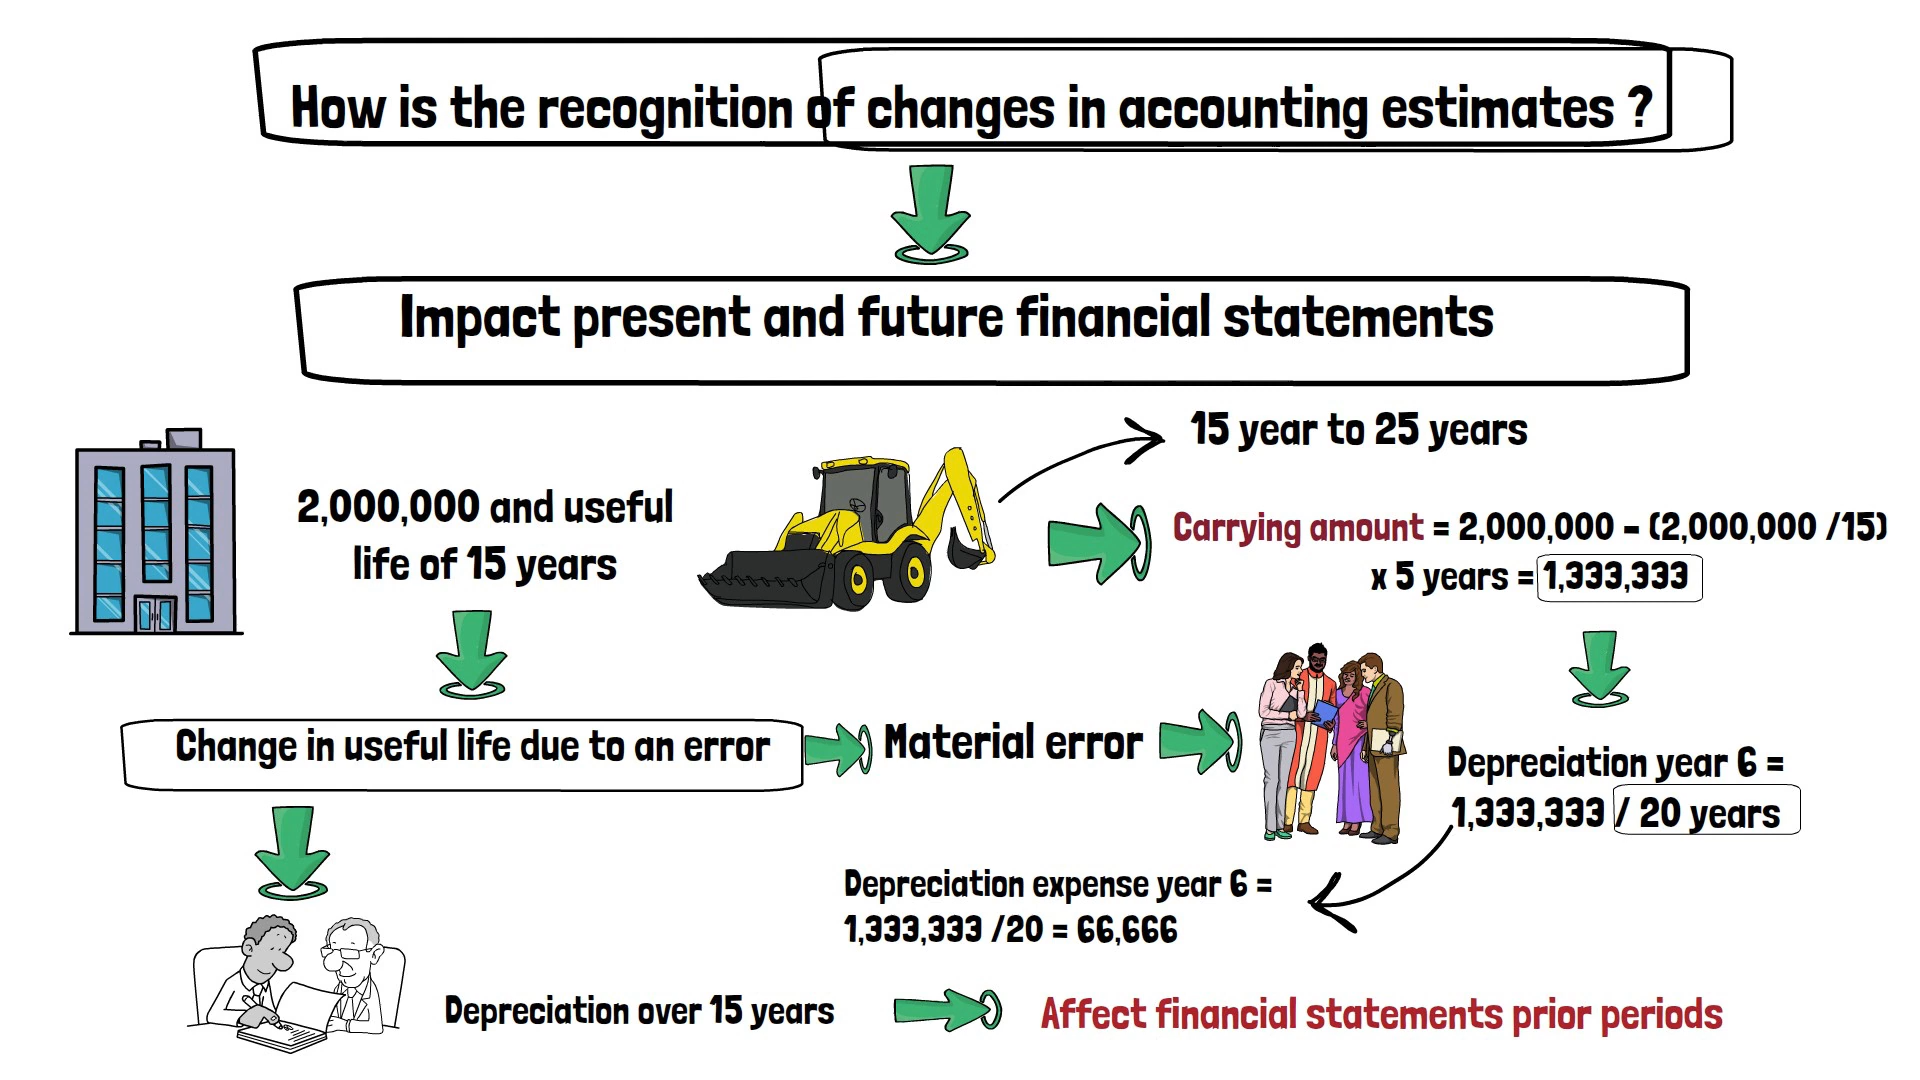 How is the recognition of changes in accounting estimates ?
Impact present and future financial statements
15 year to 25 years
2,000,000 and useful
life of 15 years
Carrying amount = 2,000,000 - (2,000,000 /15)
x 5 years = 1,333,333
Change in useful life due to an error
Material error
Depreciation year 6 =
1,333,333 / 20 years
Depreciation expense year 6 =
1,333,333 /20 = 66,666
Depreciation over 15 years
Affect financial statements prior periods